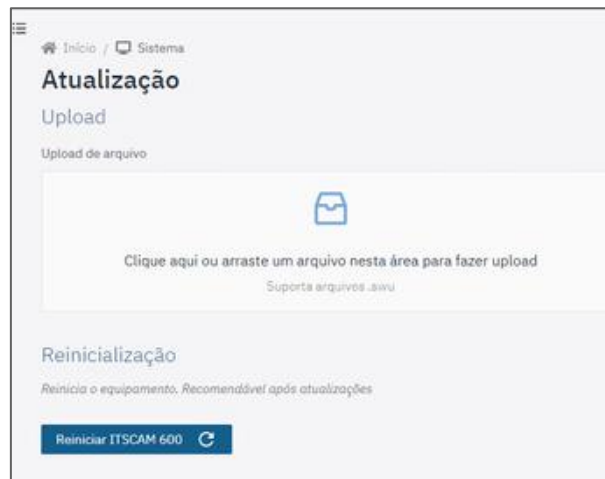 Início / Sistema
Atualização
Upload
Upload de arquivo
Clique aqui ou arraste um arquivo nesta área para fazer upload
Suporta arquivos .swu
Reinicialização
Reinicia o equipamento. Recomendável após atualizações
Reiniciar ITSCAM 600